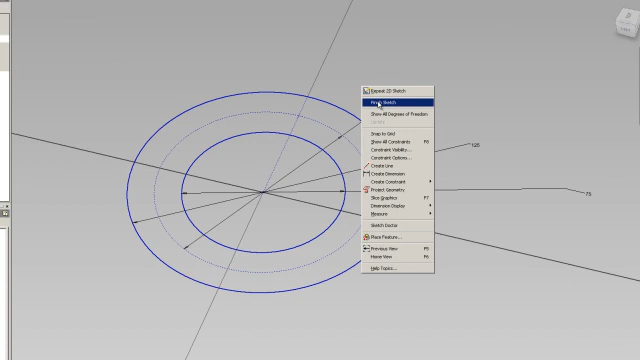 Repeat 2D Sketch
Finish Sketch
Show All Degrees of Freedom
Snap to Grid
Show All Constraints F8
Constraint Visibility...
Constraint Options...
Create Line
Create Dimension
Create Constraint
Project Geometry
Slice Graphics F7
Dimension Display
Measure
Sketch Doctor
Place Feature...
Previous View F5
Home View F6
Help Topics...
125
75